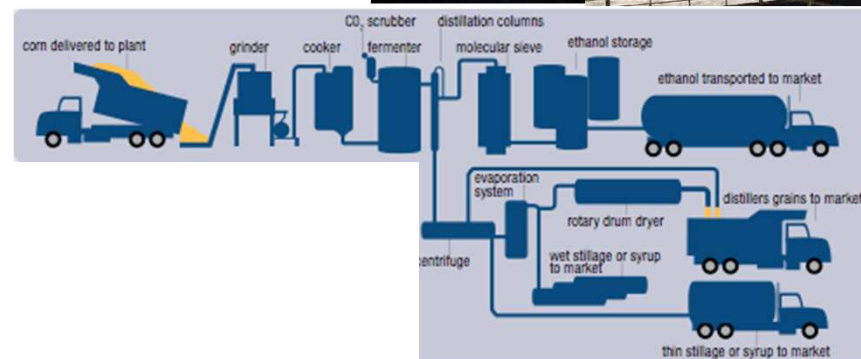 CO2 scrubber
distillation columns
corn delivered to plant
grinder
cooker
fermenter
molecular sieve
ethanol storage
ethanol transported to market
evaporation
system
rotary drum dryer
distillers grains to market
entrifuge
wet stillage or syrup
to market
thin stillage or syrup to market